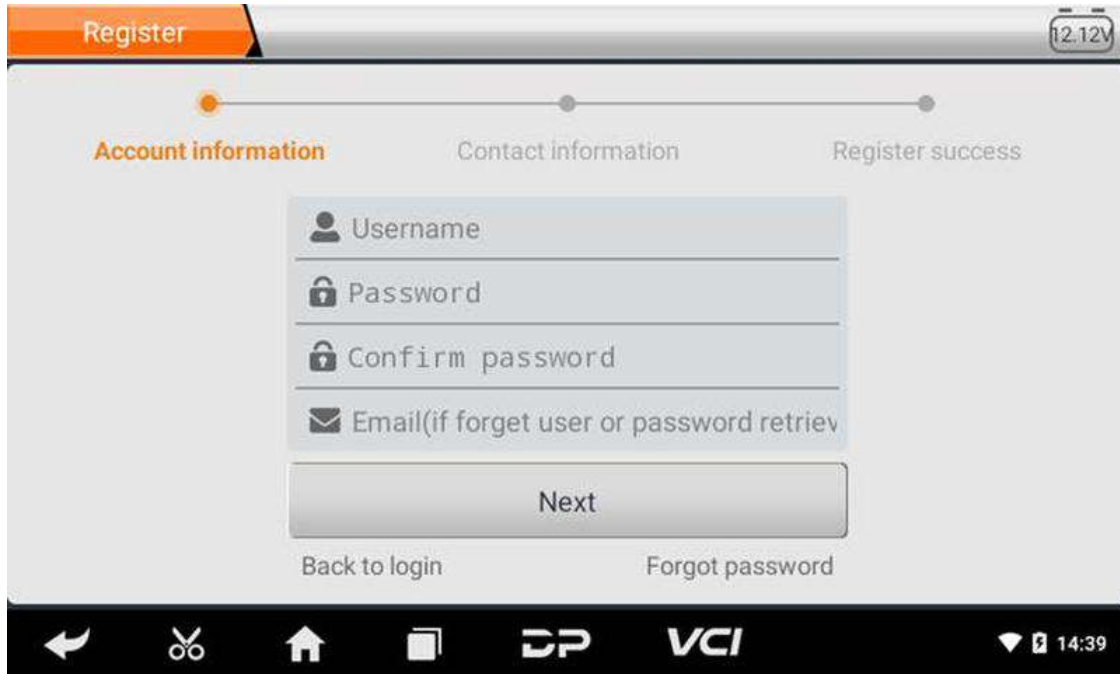 Register
12.12V
Account information
Contact information
Register success
Username
Password
Confirm password
Email(if forget user or password retriev
Next
Back to login
Forgot password
DP
VCI
14:39